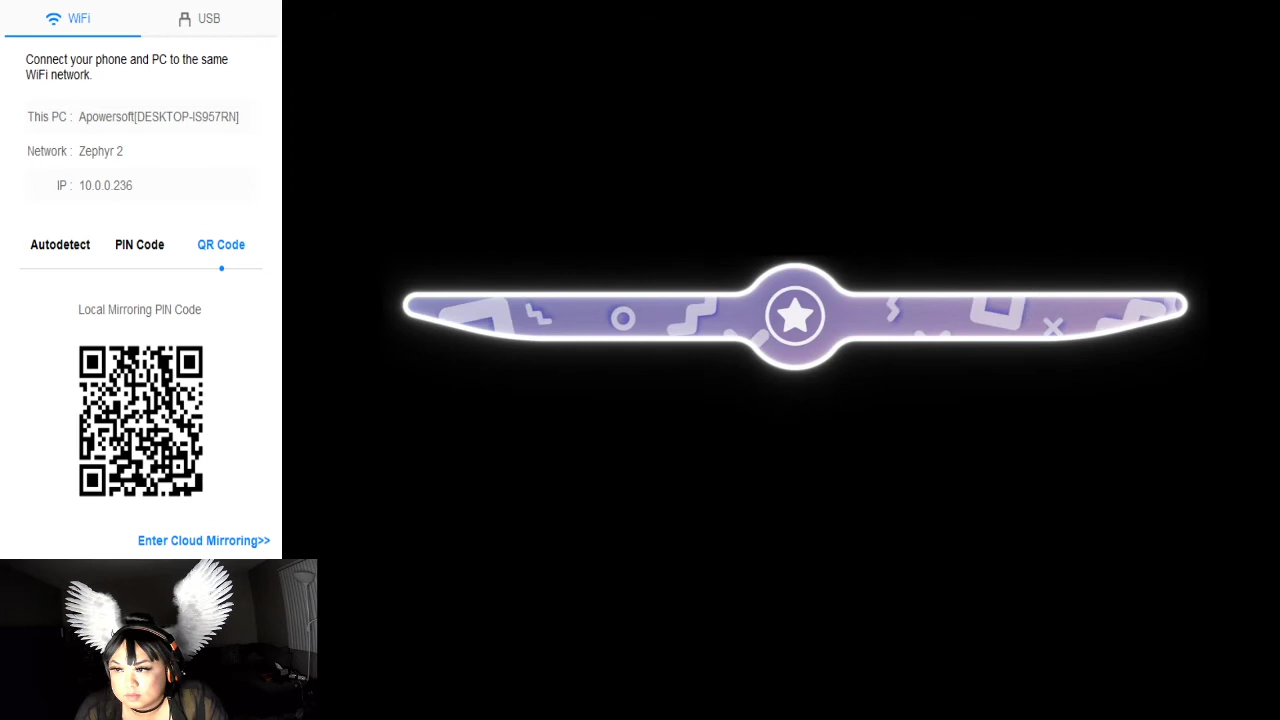 WiFi
USB
Connect your phone and PC to the same
WiFi network.
This PC : Apowersoft[DESKTOP-IS957RN]
Network : Zephyr 2
IP : 10.0.0.236
Autodetect PIN Code QR Code
Local Mirroring PIN Code
Enter Cloud Mirroring>>